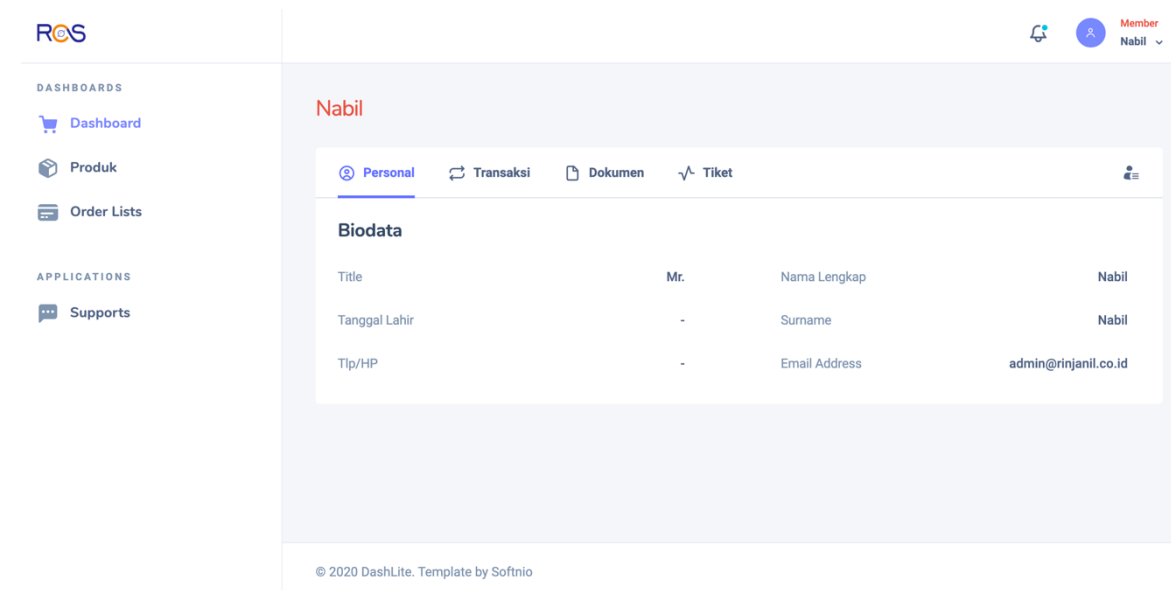 ROS
Member
Nabil
DASHBOARDS
Dashboard
Produk
Order Lists
APPLICATIONS
Supports
Nabil
Personal Transaksi Dokumen Tiket
Biodata
Title Mr. Nama Lengkap Nabil
Tanggal Lahir - Surname Nabil
Tlp/HP - Email Address admin@rinjanil.co.id
© 2020 DashLite. Template by Softnio